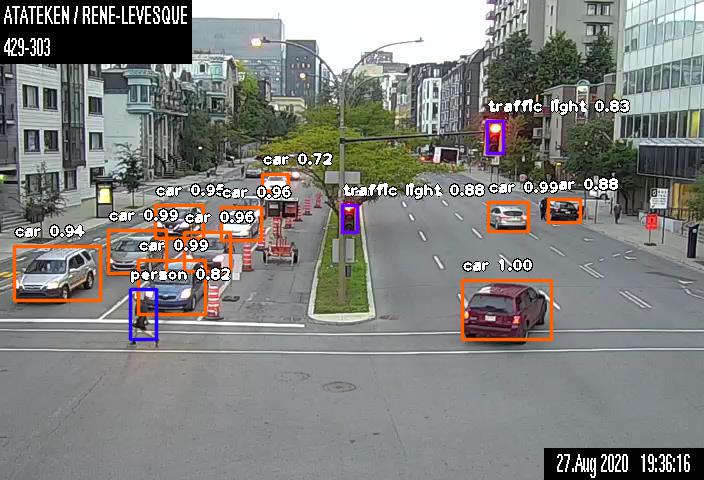 ATATEKEN / RENE-LEVESQUE
429-303
traffic light 0.83
car 0.72
car 0.95
car 0.96
traffic light 0.88
car 0.99
car 0.88
car 0.99
car 0.96
car 0.94
car 0.99
person 0.82
car 1.00
27.Aug 2020 19:36:16